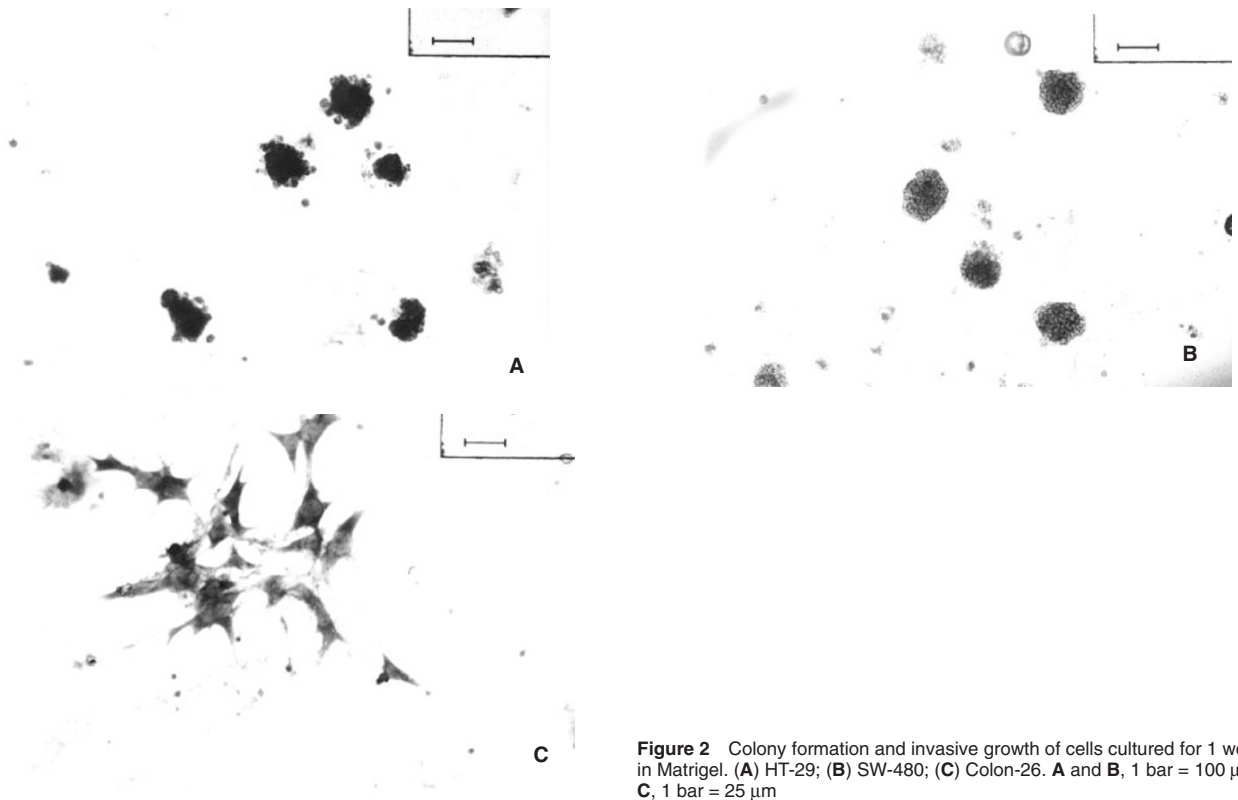 A
B
C
Figure 2 Colony formation and invasive growth of cells cultured for 1
in Matrigel. (A) HT-29; (B) SW-480; (C) Colon-26. A and B, 1 bar = 100
C, 1 bar = 25 μm